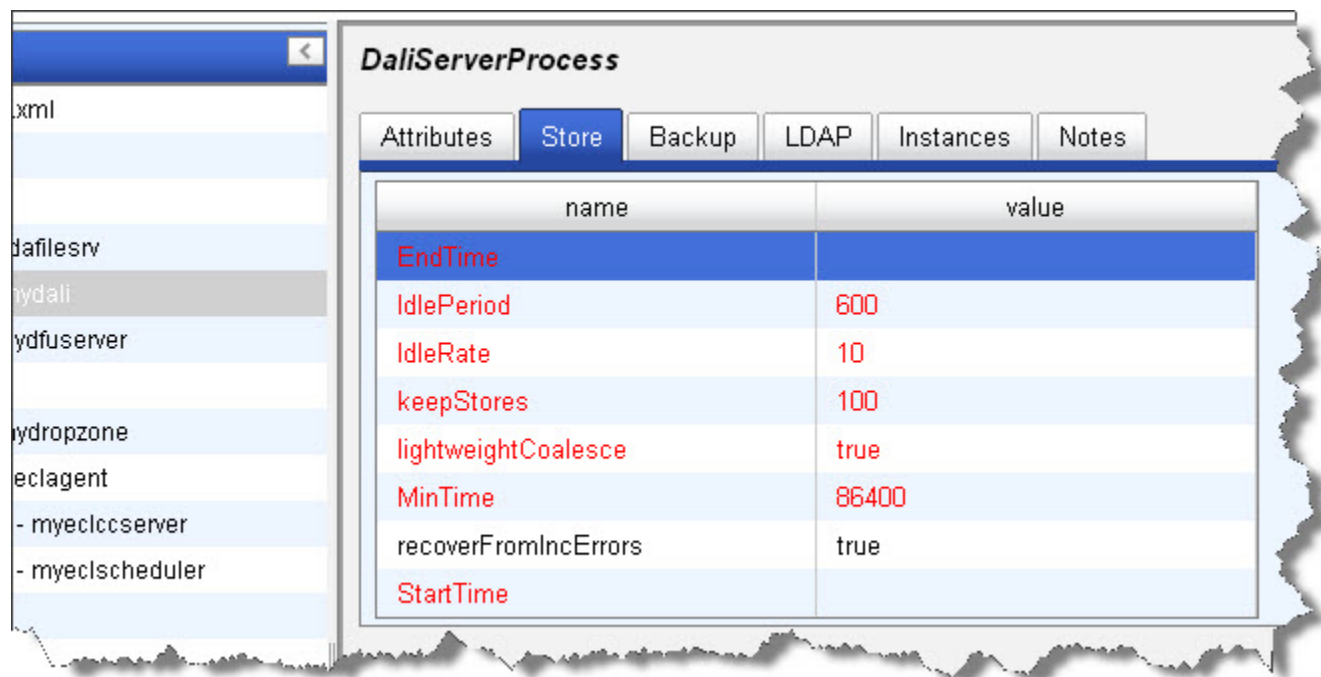 DaliServerProcess
.xml
Attributes Store Backup LDAP Instances Notes
name value
dafilesrv
EndTime
mydali
IdlePeriod 600
ydfuserver
IdleRate 10
keepStores 100
ydropzone
lightweightCoalesce true
eclagent
MinTime 86400
- myeclccserver
recoverFromIncErrors true
- myeclscheduler
StartTime